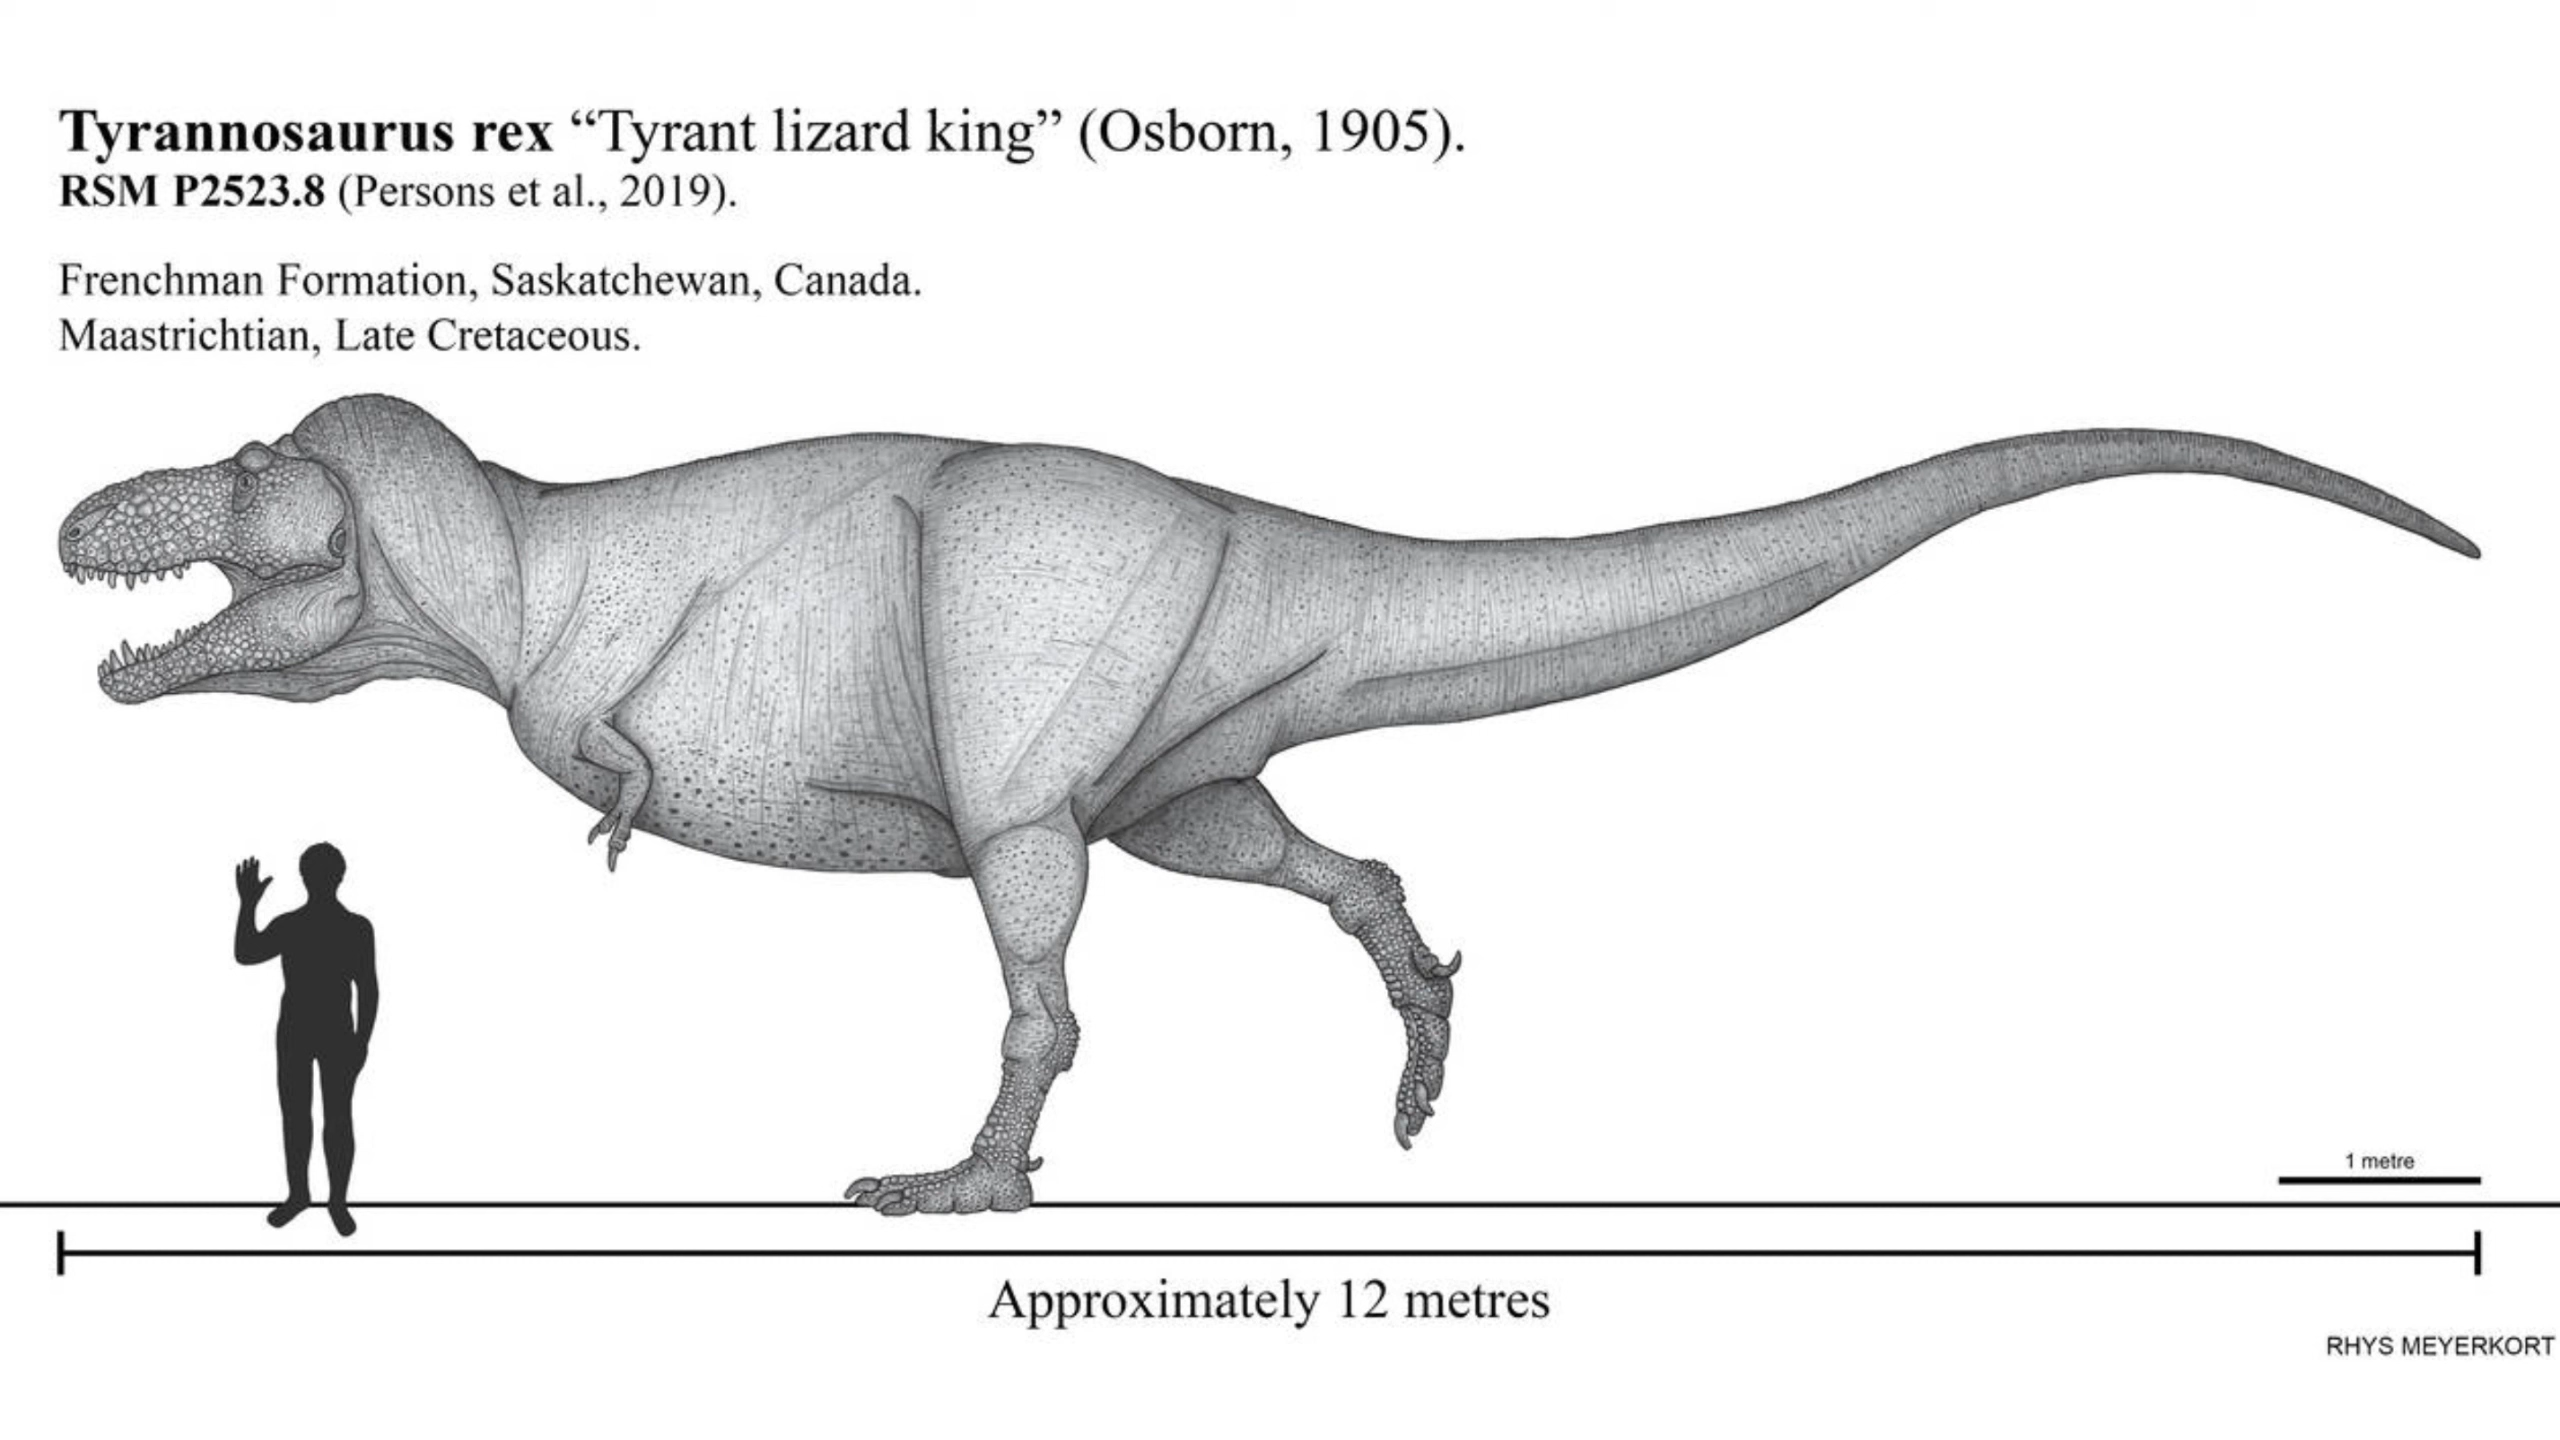 Tyrannosaurus rex “Tyrant lizard king” (Osborn, 1905).
RSM P2523.8 (Persons et al., 2019).
Frenchman Formation, Saskatchewan, Canada.
Maastrichtian, Late Cretaceous.
1 metre
Approximately 12 metres
RHYS MEYERKORT